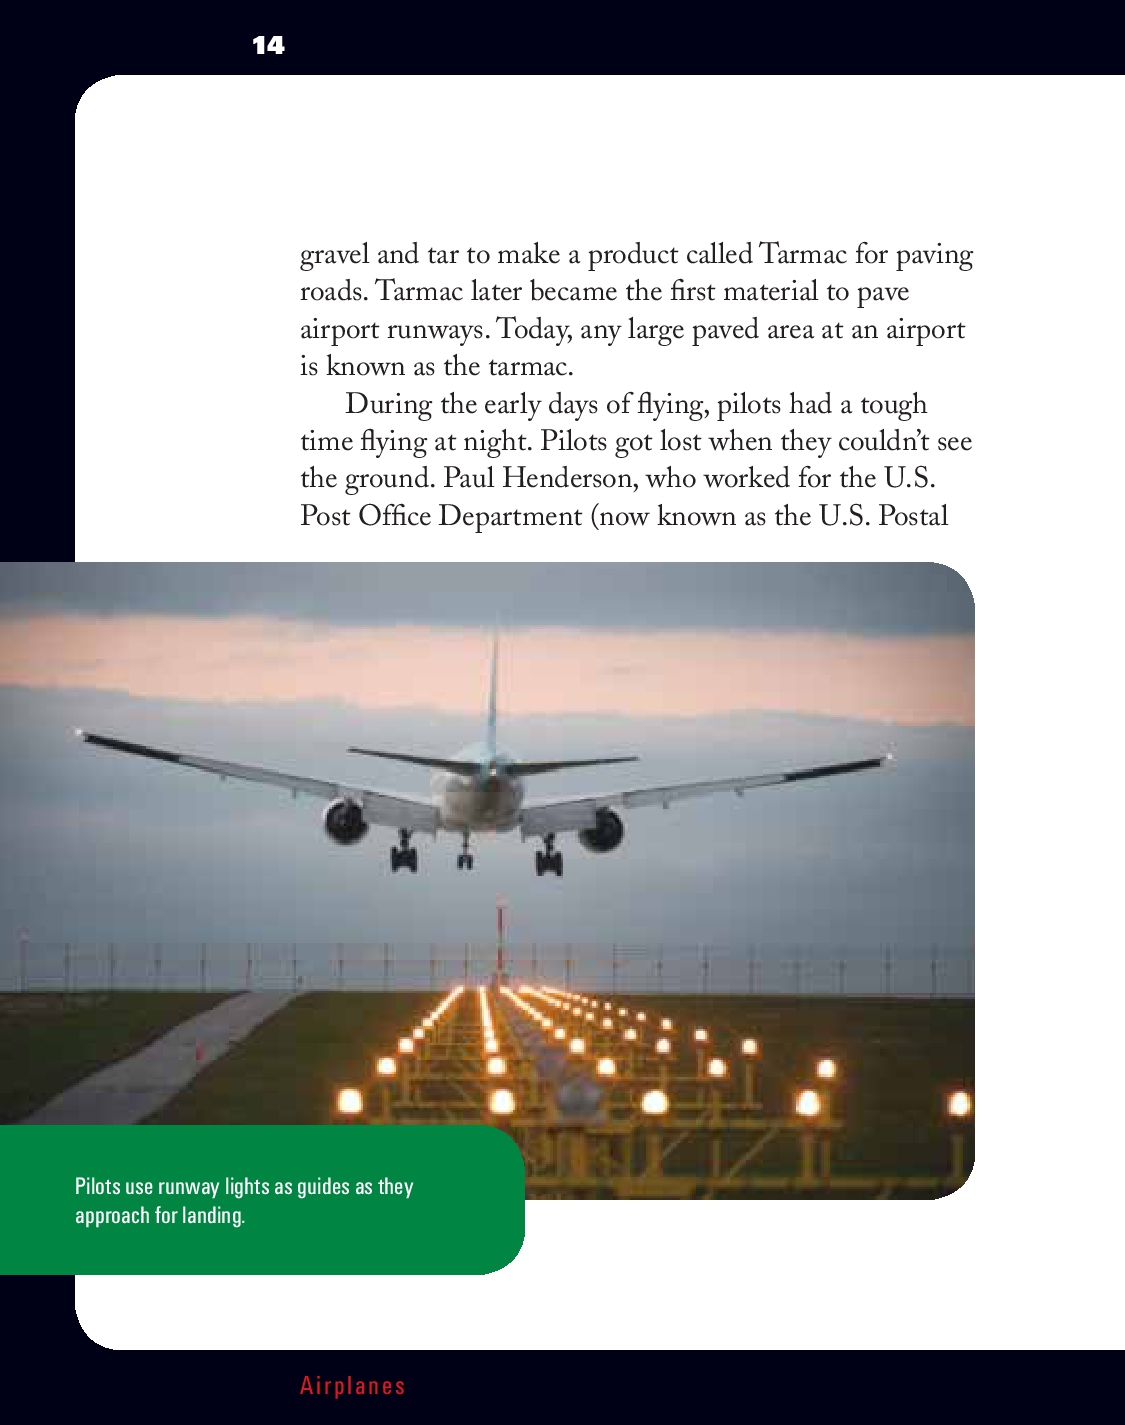 14
gravel and tar to make a product called Tarmac for paving
roads. Tarmac later became the first material to pave
airport runways. Today, any large paved area at an airport
is known as the tarmac.
During the early days of flying, pilots had a tough
time flying at night. Pilots got lost when they couldn’t see
the ground. Paul Henderson, who worked for the U.S.
Post Office Department (now known as the U.S. Postal
Pilots use runway lights as guides as they
approach for landing.
Airplanes